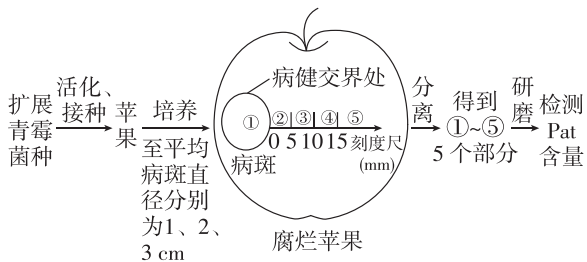 扩展
青霉
菌种
活化、
接种
苹
果
培养
至平均
病斑直
径分别
为1、2、
3 cm
病健交界处
① ② ③ ④ ⑤
0 5 10 15 刻度尺
(mm)
病斑
腐烂苹果
分
离
得到
①~⑤
5 个部分
研
磨
检测
Pat
含量